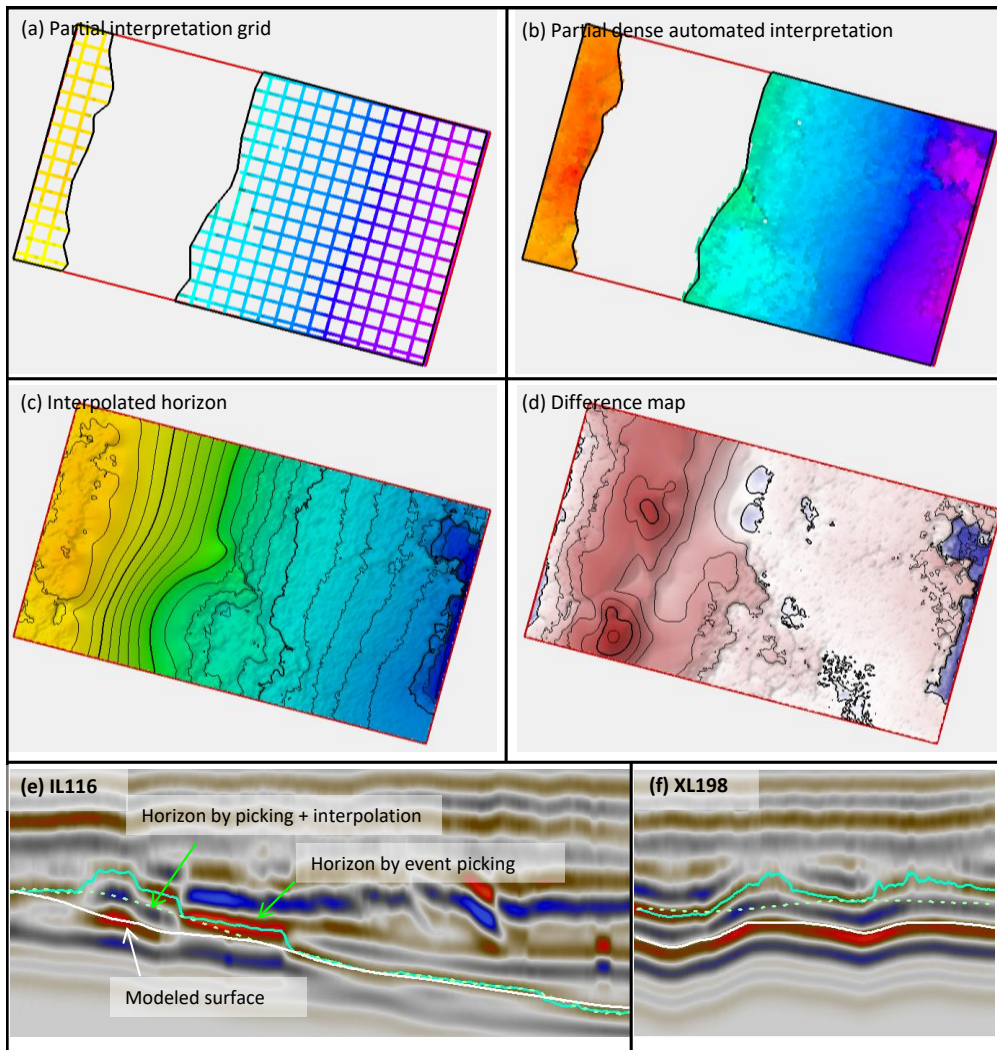 (a) Partial interpretation grid
(b) Partial dense automated interpretation
(c) Interpolated horizon
(d) Difference map
(e) IL116
Horizon by picking + interpolation
Horizon by event picking
Modeled surface
(f) XL198